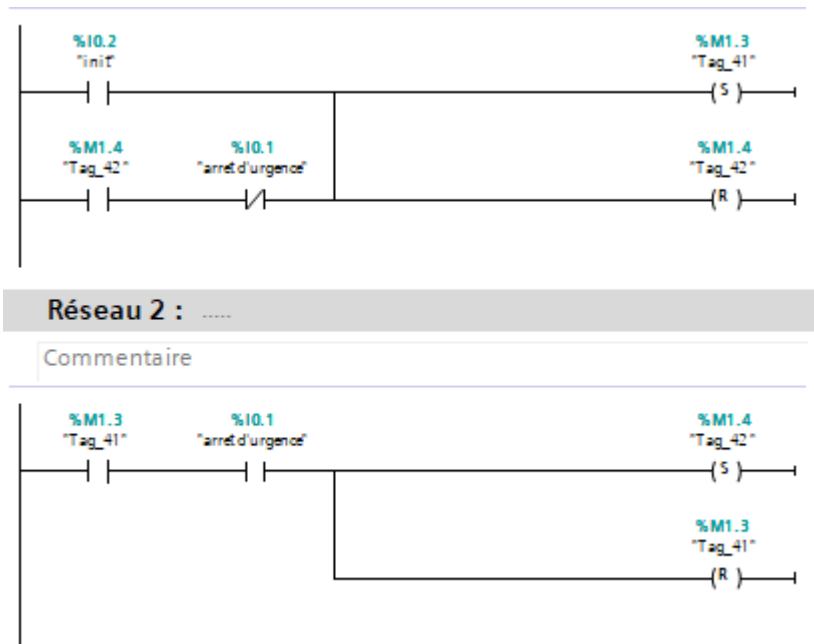 %I0.2
"init"
%M1.3
"Tag_41"
S
%M1.4
"Tag_42"
%I0.1
"arret d'urgence"
%M1.4
"Tag_42"
R
Réseau 2 : .....
Commentaire
%M1.3
"Tag_41"
%I0.1
"arret d'urgence"
%M1.4
"Tag_42"
S
%M1.3
"Tag_41"
R